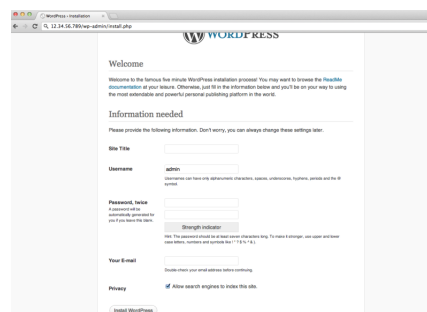 WordPress › Installation
12.34.56.789/wp-admin/install.php
WORDPRESS
Welcome
Welcome to the famous five minute WordPress installation process! You may want to browse the ReadMe
documentation at your leisure. Otherwise, just fill in the information below and you'll be on your way to using
the most extendable and powerful personal publishing platform in the world.
Information needed
Please provide the following information. Don't worry, you can always change these settings later.
Site Title
Username
admin
Usernames can have only alphanumeric characters, spaces, underscores, hyphens, periods and the @
symbol.
Password, twice
A password will be
automatically generated for
you if you leave this blank.
Strength indicator
Hint: The password should be at least seven characters long. To make it stronger, use upper and lower
case letters, numbers and symbols like ! " ? $ % ^ & ).
Your E-mail
Double-check your email address before continuing.
Privacy
Allow search engines to index this site.
Install WordPress